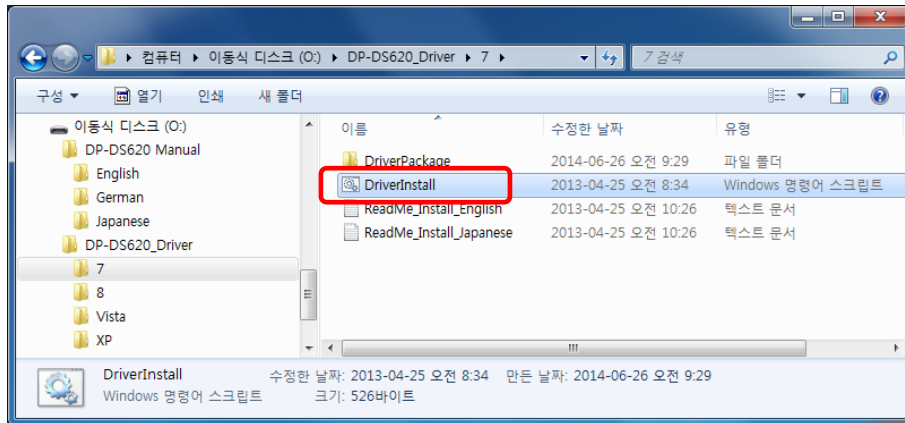 컴퓨터 ▸ 이동식 디스크 (O:) ▸ DP-DS620_Driver ▸ 7 ▸
7 검색
구성 열기 인쇄 새 폴더
이동식 디스크 (O:)
DP-DS620 Manual
English
German
Japanese
DP-DS620_Driver
7
8
Vista
XP
이름 수정한 날짜 유형
DriverPackage 2014-06-26 오전 9:29 파일 폴더
DriverInstall 2013-04-25 오전 8:34 Windows 명령어 스크립트
ReadMe_Install_English 2013-04-25 오전 10:26 텍스트 문서
ReadMe_Install_Japanese 2013-04-25 오전 10:26 텍스트 문서
DriverInstall 수정한 날짜: 2013-04-25 오전 8:34 만든 날짜: 2014-06-26 오전 9:29
Windows 명령어 스크립트 크기: 526바이트